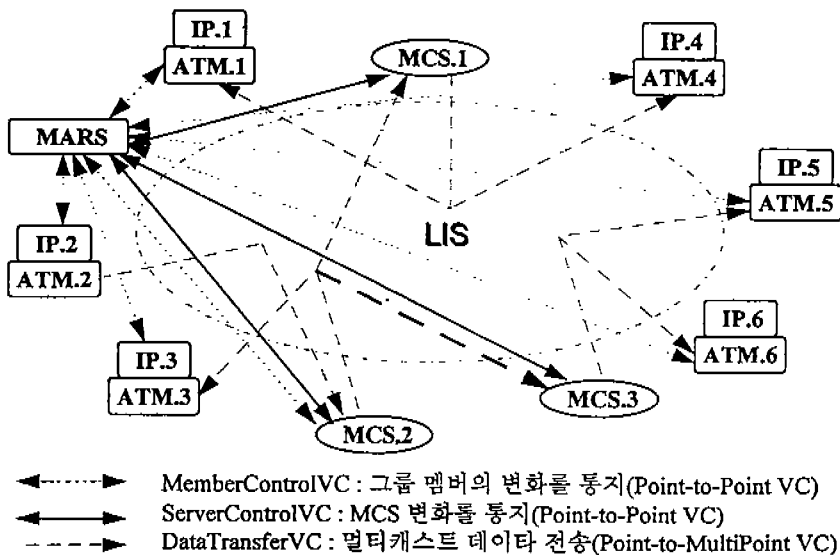 IP.1
ATM.1
MCS.1
IP.4
ATM.4
MARS
IP.5
ATM.5
LIS
IP.2
ATM.2
IP.6
ATM.6
IP.3
ATM.3
MCS.3
MCS.2
MemberControlVC : 그룹 멤버의 변화를 통지(Point-to-Point VC)
ServerControlVC : MCS 변화를 통지(Point-to-Point VC)
DataTransferVC : 멀티캐스트 데이타 전송(Point-to-MultiPoint VC)